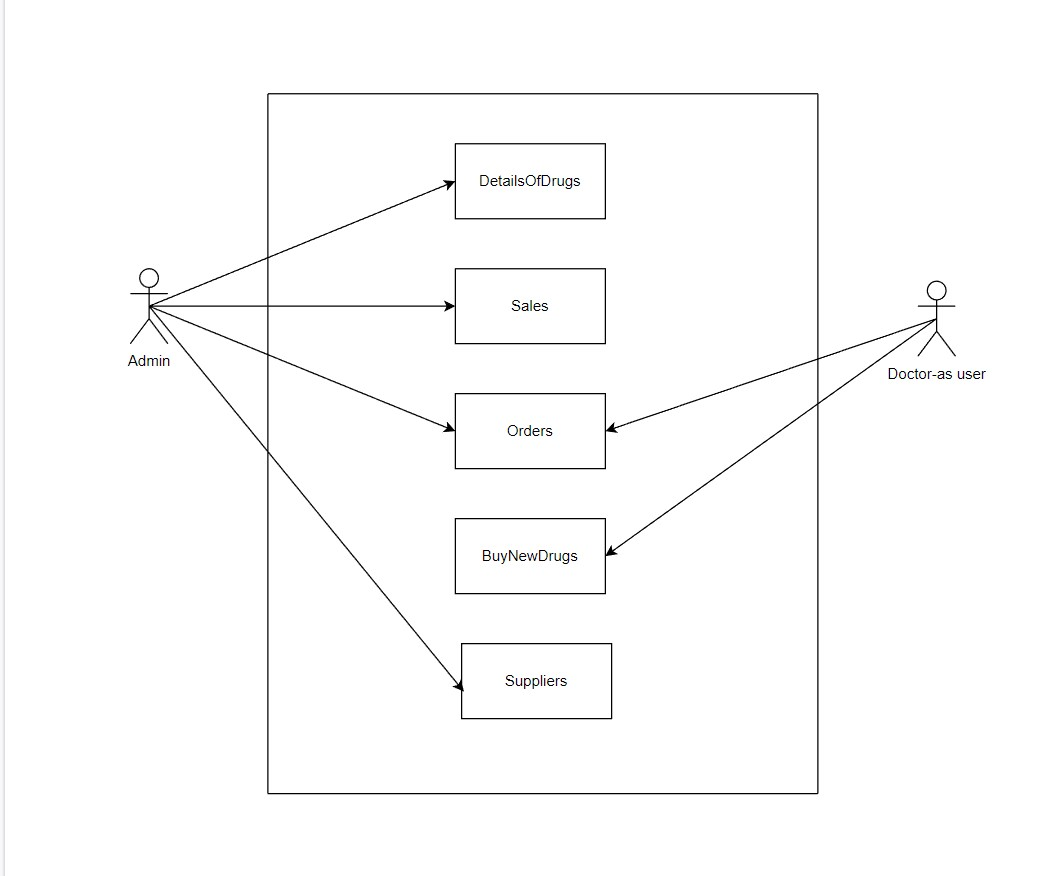 DetailsOfDrugs
Sales
Admin
Doctor-as user
Orders
BuyNewDrugs
Suppliers